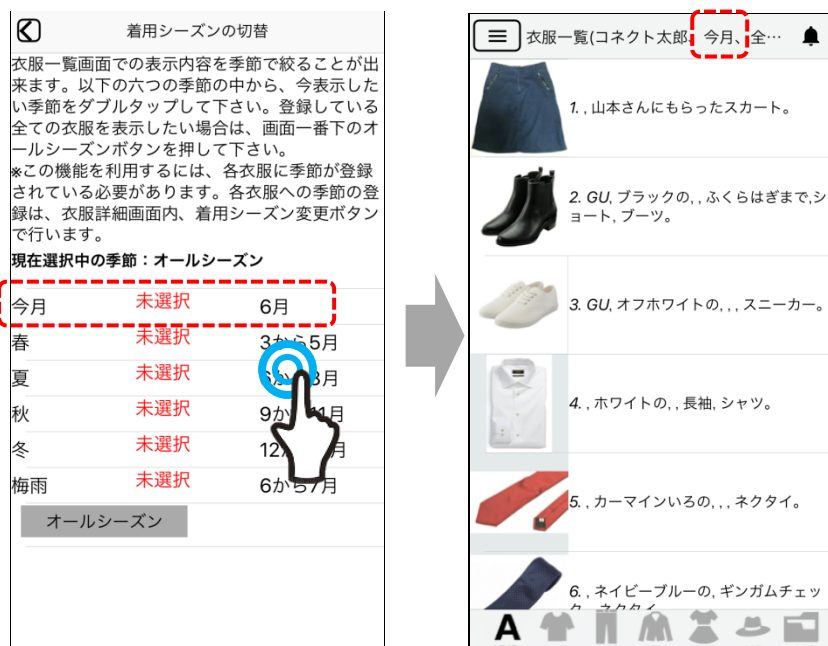 着用シーズンの切替
衣服一覧画面での表示内容を季節で絞ることが出
来ます。以下の六つの季節の中から、今表示した
い季節をダブルタップして下さい。登録している
全ての衣服を表示したい場合は、画面一番下のオ
ールシーズンボタンを押して下さい。
※この機能を利用するには、各衣服に季節が登録
されている必要があります。各衣服への季節の登
録は、衣服詳細画面内、着用シーズン変更ボタン
で行います。
現在選択中の季節：オールシーズン
今月 未選択 6月
春 未選択 3から5月
夏 未選択 8月
秋 未選択 9か 11月
冬 未選択 12 月
梅雨 未選択 6から7月
オールシーズン
衣服一覧(コネクト太郎、今月、全…
1. , 山本さんにもらったスカート。
2. GU, ブラックの, , ふくらはぎまで,シ
ョート, ブーツ。
3. GU, オフホワイトの, , , スニーカー。
4. , ホワイトの, , 長袖, シャツ。
5. , カーマインいろの, , , ネクタイ。
6. , ネイビーブルーの, ギンガムチェッ
ク, ネクタイ
A